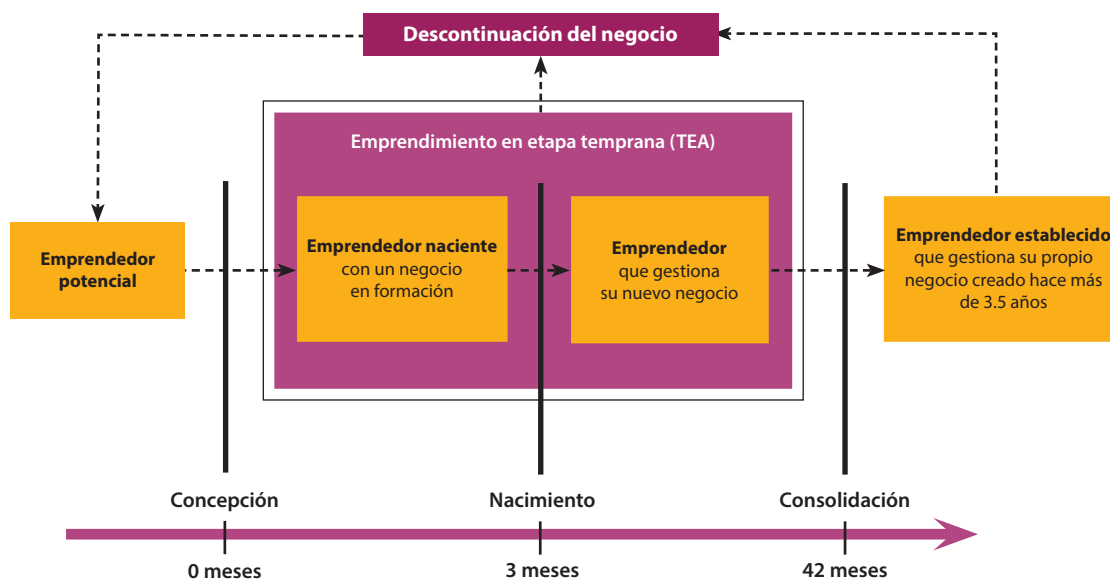 Descontinuación del negocio
Emprendimiento en etapa temprana (TEA)
Emprendedor
potencial
Emprendedor naciente
con un negocio
en formación
Emprendedor
que gestiona
su nuevo negocio
Emprendedor establecido
que gestiona su propio
negocio creado hace más
de 3.5 años
Concepción
Nacimiento
Consolidación
0 meses
3 meses
42 meses